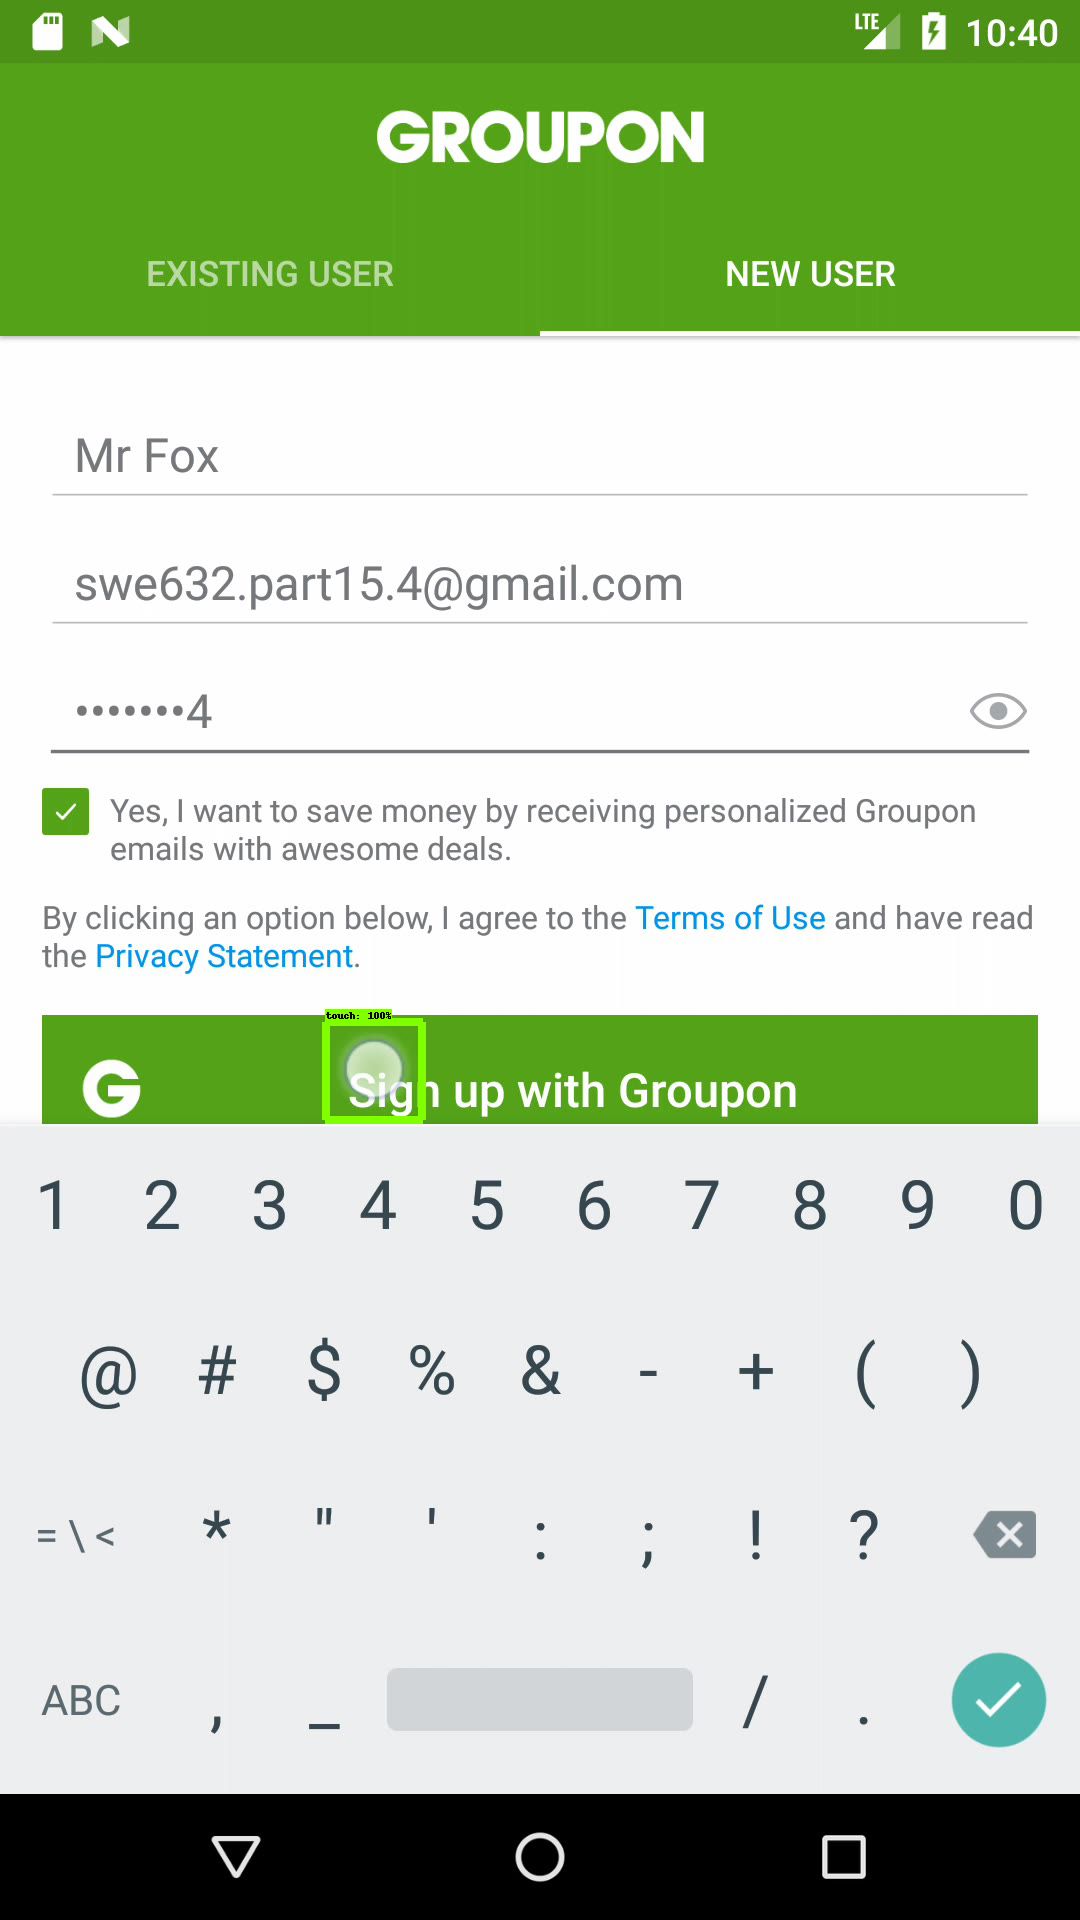 LTE 10:40
GROUPON
EXISTING USER NEW USER
Mr Fox
swe632.part15.4@gmail.com
•••••••4
Yes, I want to save money by receiving personalized Groupon
emails with awesome deals.
By clicking an option below, I agree to the Terms of Use and have read
the Privacy Statement.
touch: 100%
G Sign up with Groupon
1 2 3 4 5 6 7 8 9 0
@ # $ % & - + ( )
= \ < * " ' : ; ! ?
ABC , _ / .